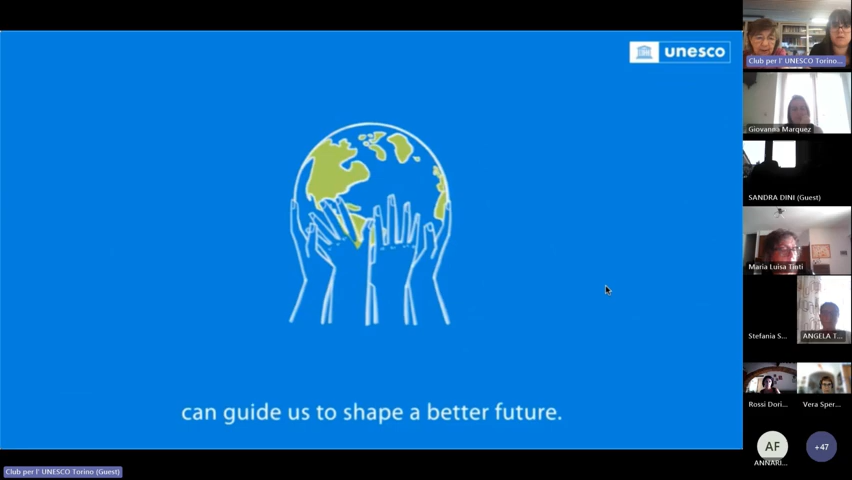 unesco
can guide us to shape a better future.
Club per l' UNESCO Torino (Guest)
Club per l' UNESCO Torino...
Giovanna Marquez
SANDRA DINI (Guest)
Maria Luisa Tinti
Stefania S...
ANGELA T...
Rossi Dori...
Vera Sper...
AF
ANNARI...
+47